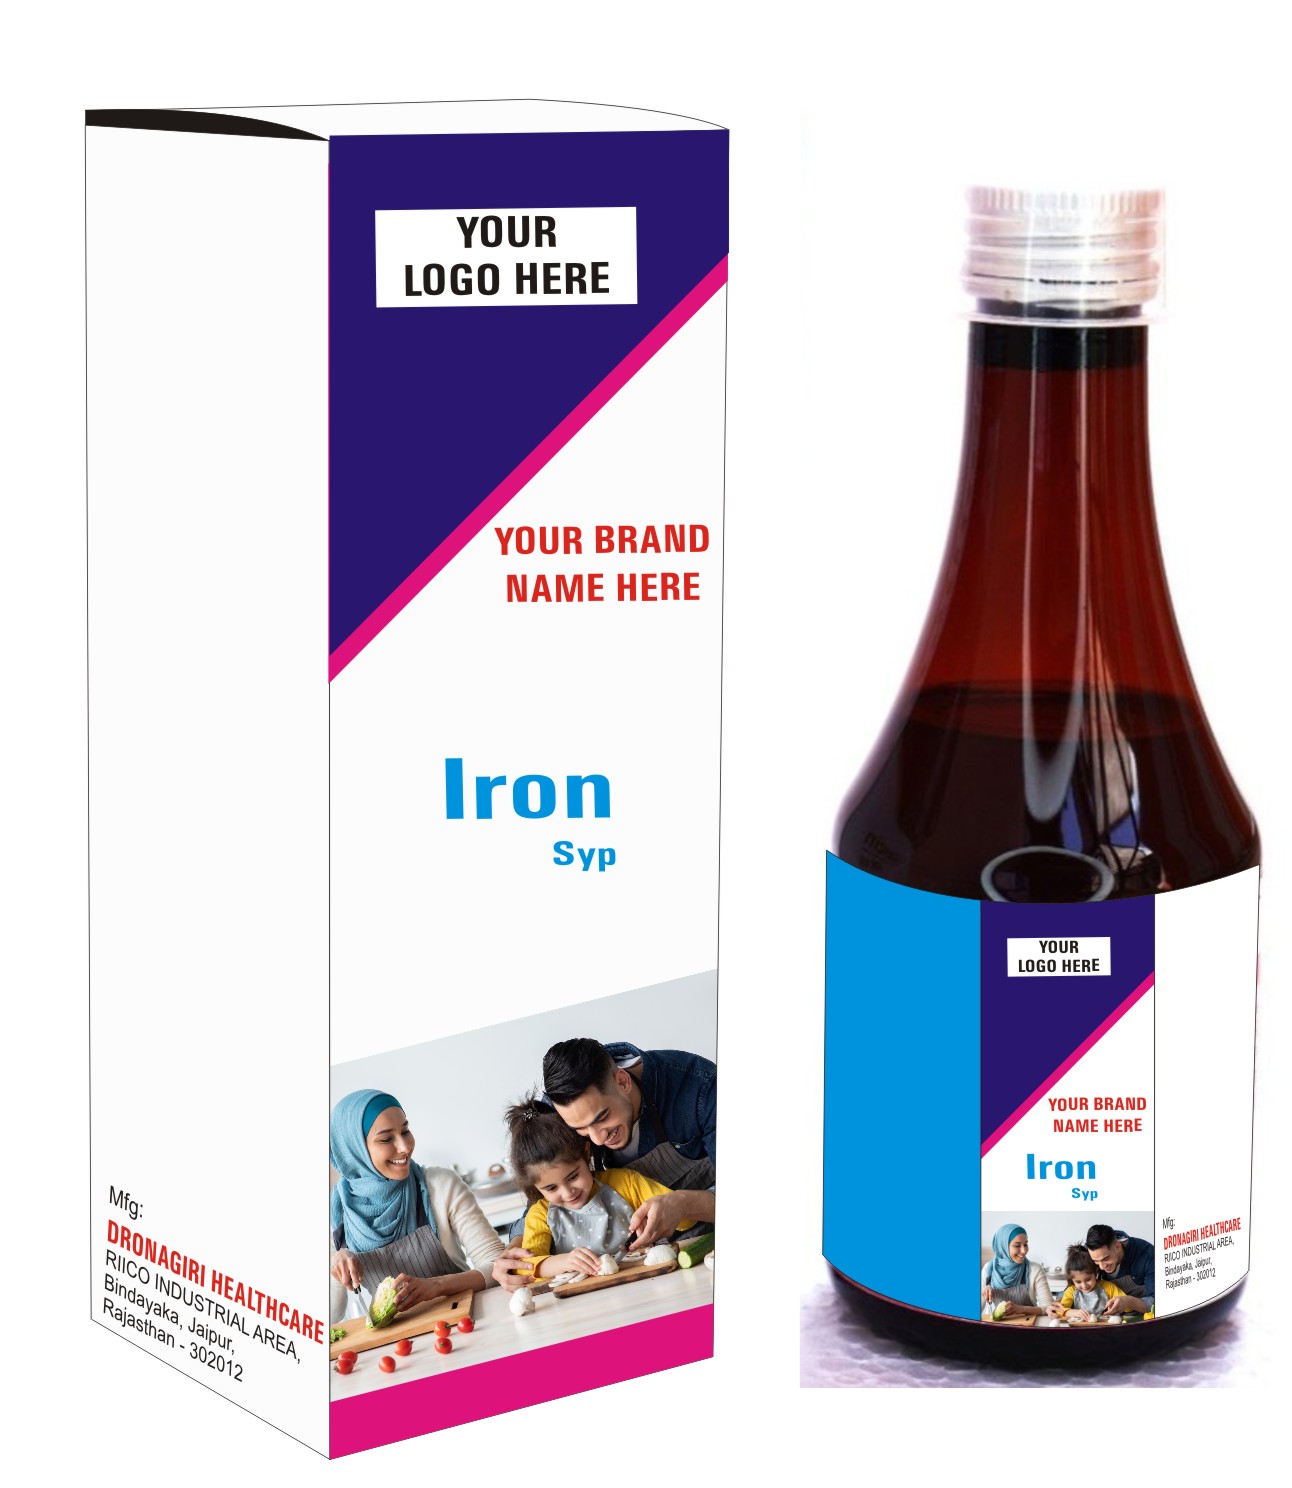 YOUR
LOGO HERE
YOUR BRAND
NAME HERE
Iron
Syp
Mfg:
DRONAGIRI HEALTHCARE
RIICO INDUSTRIAL AREA,
Bindayaka, Jaipur,
Rajasthan - 302012
YOUR
LOGO HERE
YOUR BRAND
NAME HERE
Iron
Syp
Mfg:
DRONAGIRI HEALTHCARE
RIICO INDUSTRIAL AREA,
Bindayaka, Jaipur,
Rajasthan - 302012